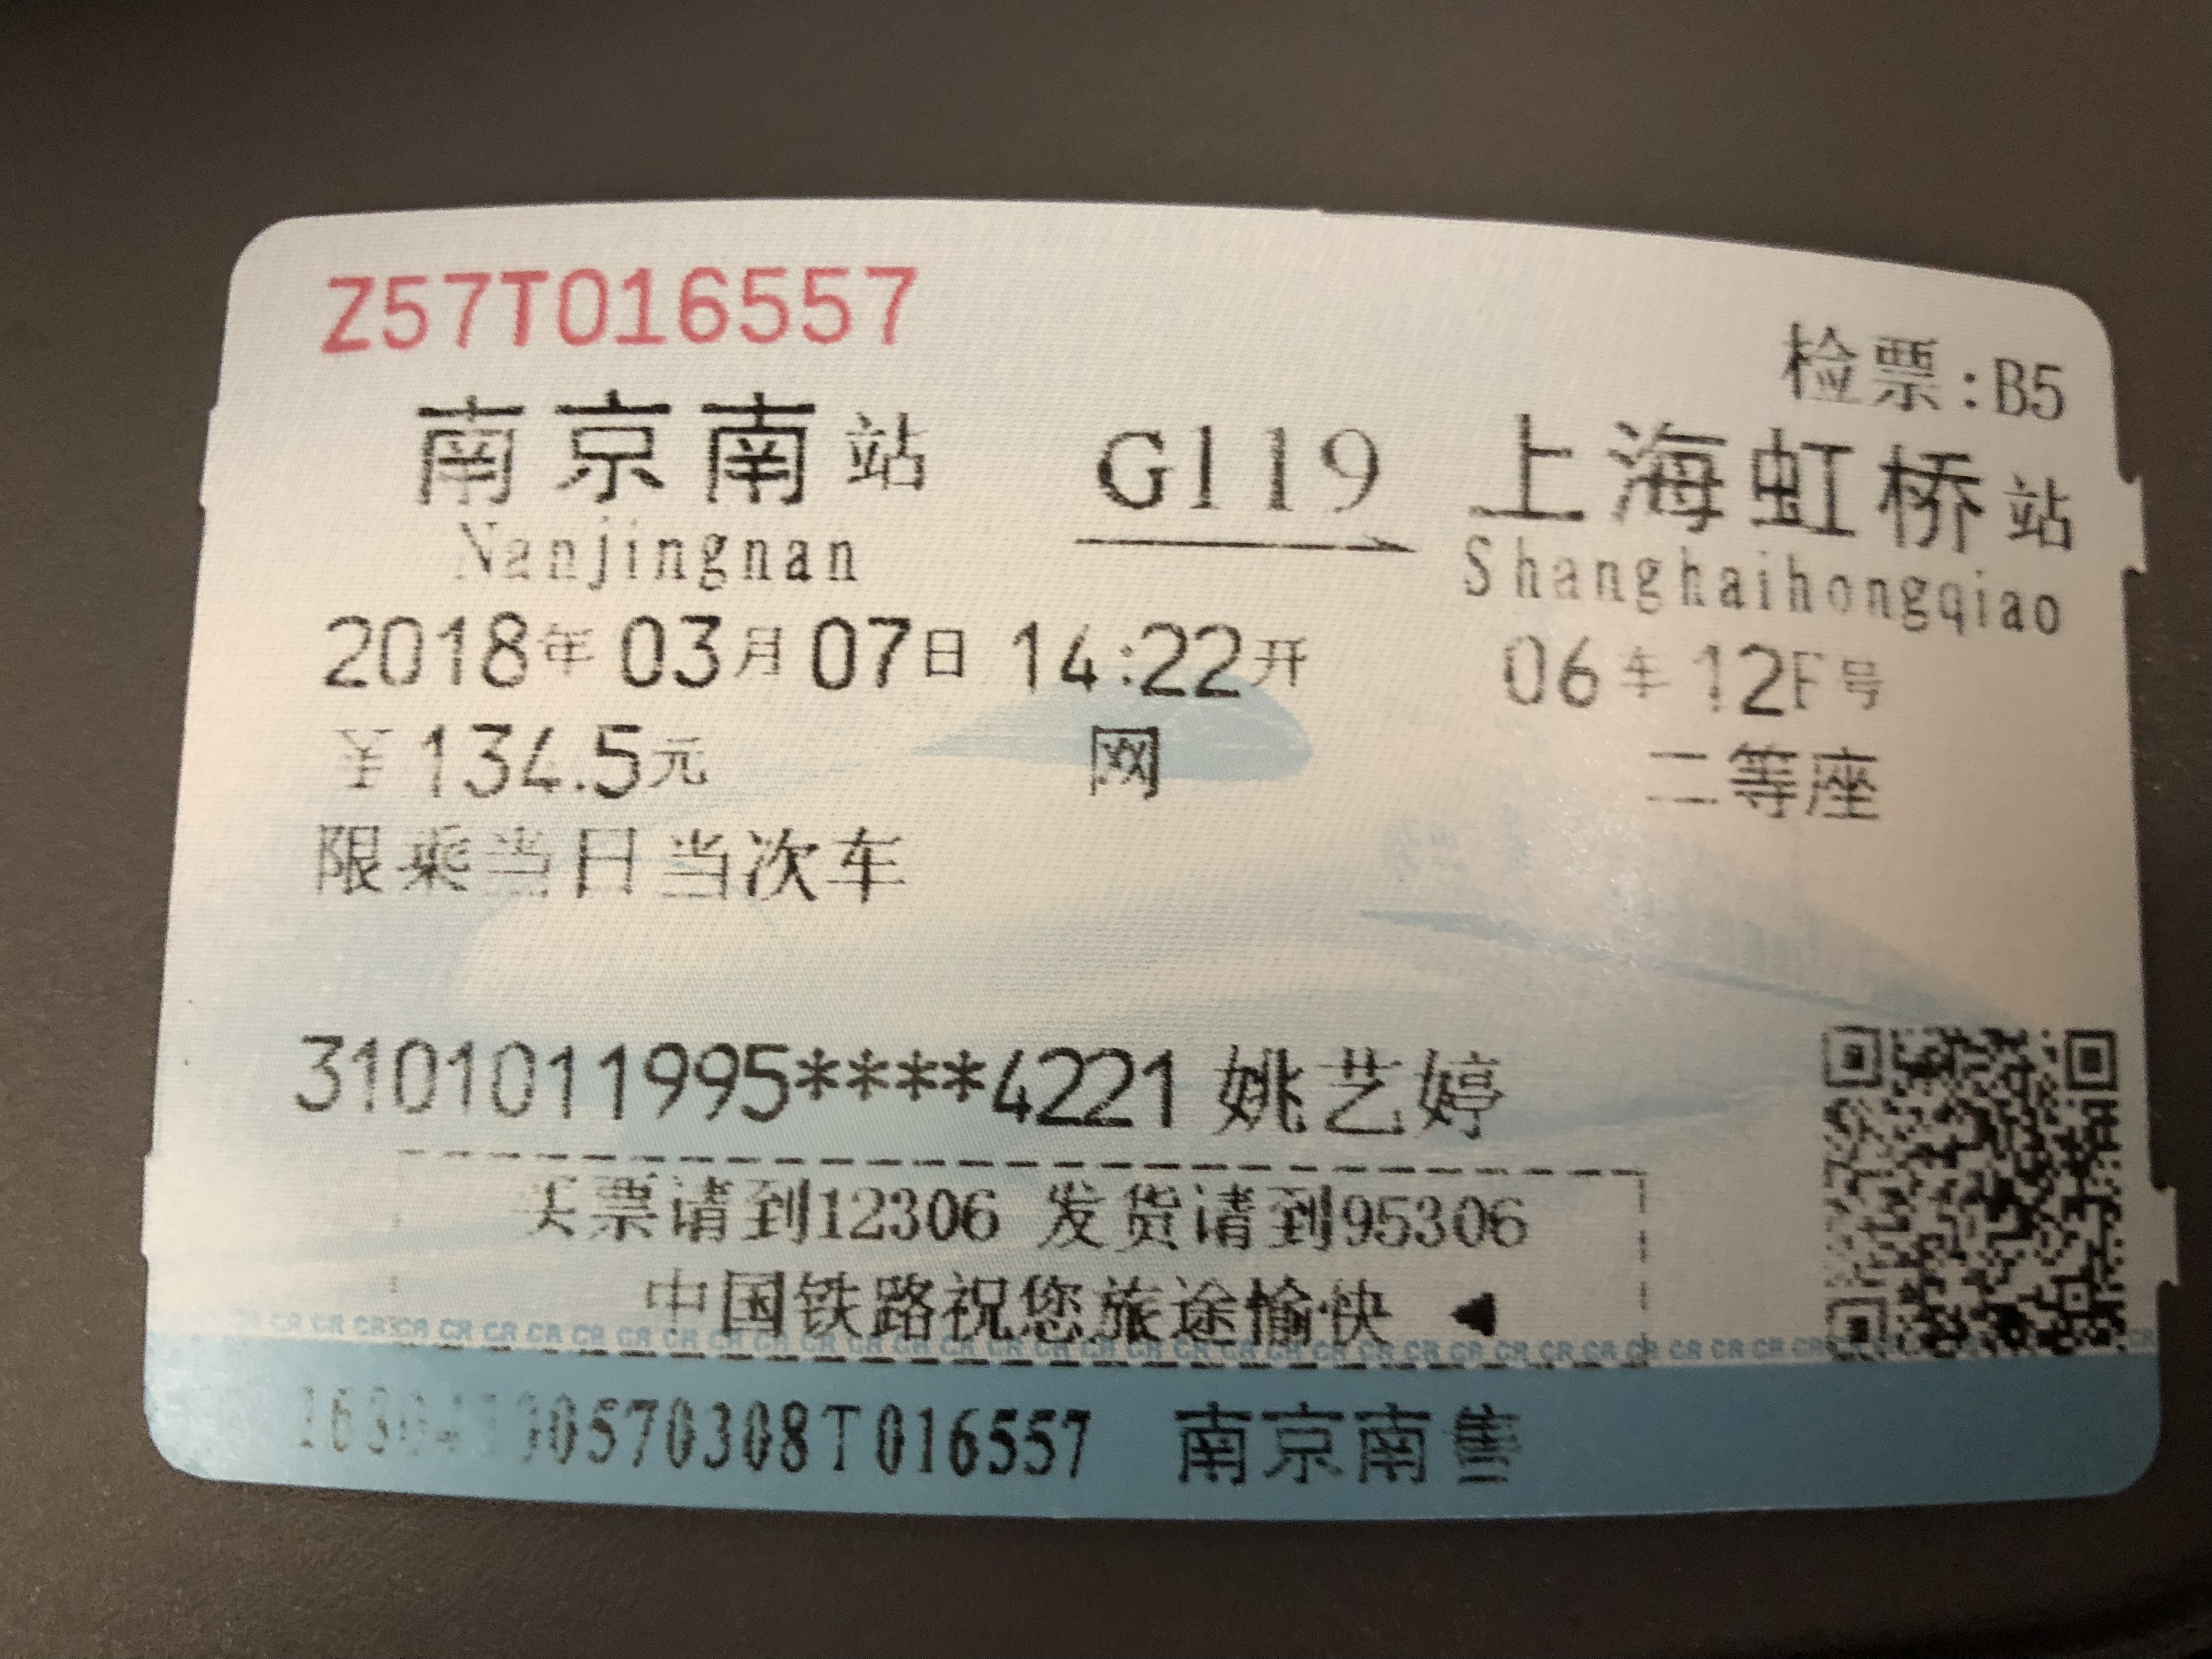 Z57T016557
检票:B5
南京南站 G119 上海虹桥站
Nanjingnan Shanghaihongqiao
2018年03月07日14:22开 06车12F号
￥134.5元 网 二等座
限乘当日当次车
3101011995****4221 姚艺婷
买票请到12306 发货请到95306
中国铁路祝您旅途愉快
南京南售